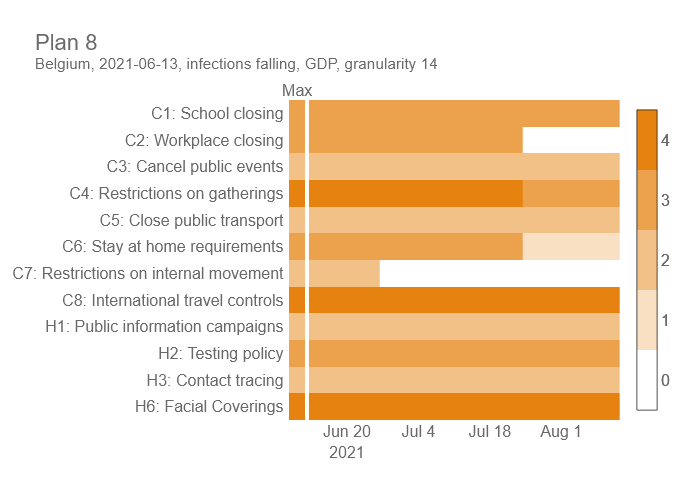 Plan 8
Belgium, 2021-06-13, infections falling, GDP, granularity 14
Max
C1: School closing
C2: Workplace closing
C3: Cancel public events
C4: Restrictions on gatherings
C5: Close public transport
C6: Stay at home requirements
C7: Restrictions on internal movement
C8: International travel controls
H1: Public information campaigns
H2: Testing policy
H3: Contact tracing
H6: Facial Coverings
Jun 20 Jul 4 Jul 18 Aug 1
2021
4
3
2
1
0